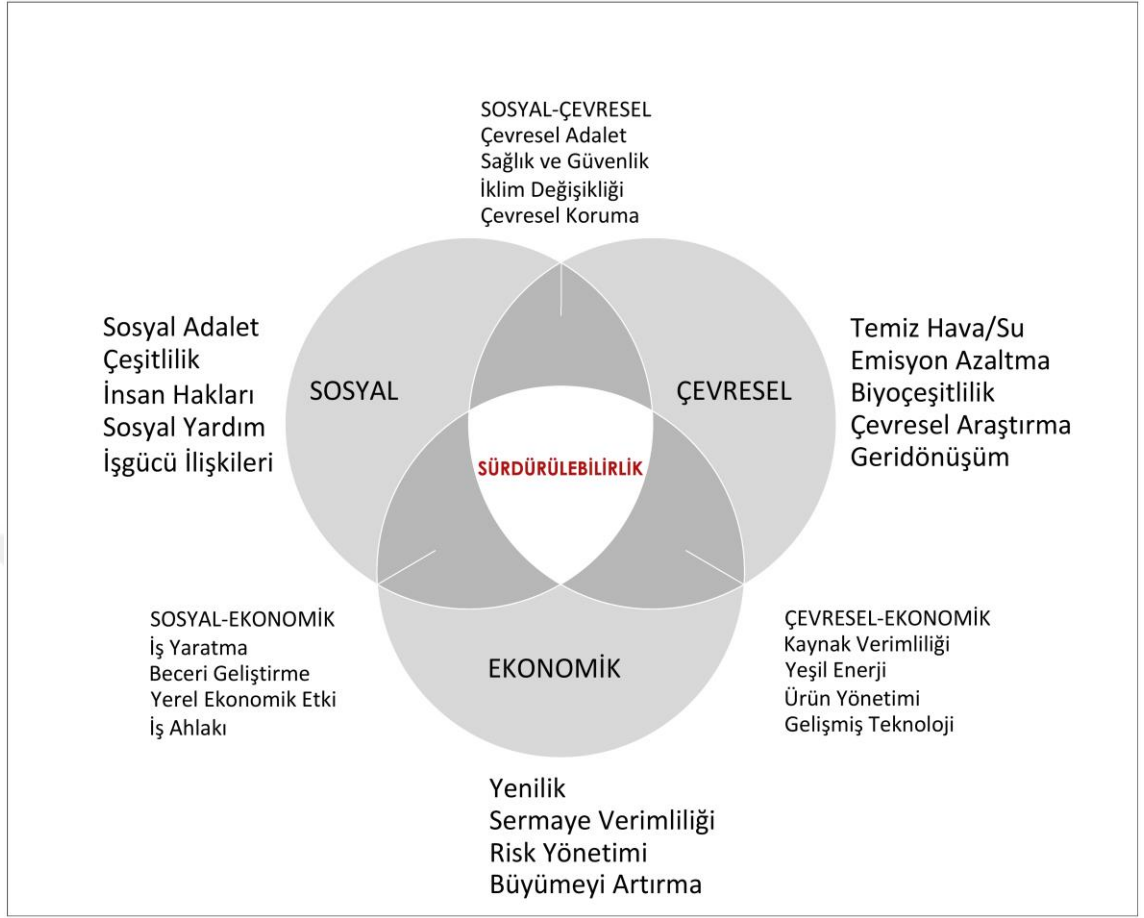 SOSYAL-ÇEVRESEL
Çevresel Adalet
Sağlık ve Güvenlik
İklim Değişikliği
Çevresel Koruma
Sosyal Adalet
Çeşitlilik
İnsan Hakları
Sosyal Yardım
İşgücü İlişkileri
SOSYAL
ÇEVRESEL
Temiz Hava/Su
Emisyon Azaltma
Biyoçeşitlilik
Çevresel Araştırma
Geridönüşüm
SÜRDÜRÜLEBİLİRLİK
SOSYAL-EKONOMİK
İş Yaratma
Beceri Geliştirme
Yerel Ekonomik Etki
İş Ahlakı
EKONOMİK
ÇEVRESEL-EKONOMİK
Kaynak Verimliliği
Yeşil Enerji
Ürün Yönetimi
Gelişmiş Teknoloji
Yenilik
Sermaye Verimliliği
Risk Yönetimi
Büyümeyi Artırma